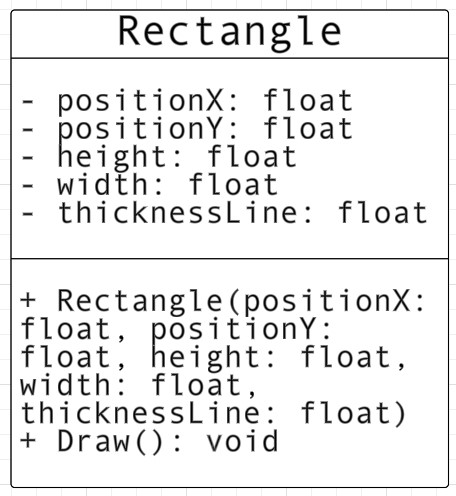 Rectangle
- positionX: float
- positionY: float
- height: float
- width: float
- thicknessLine: float
+ Rectangle(positionX:
float, positionY:
float, height: float,
width: float,
thicknessLine: float)
+ Draw(): void